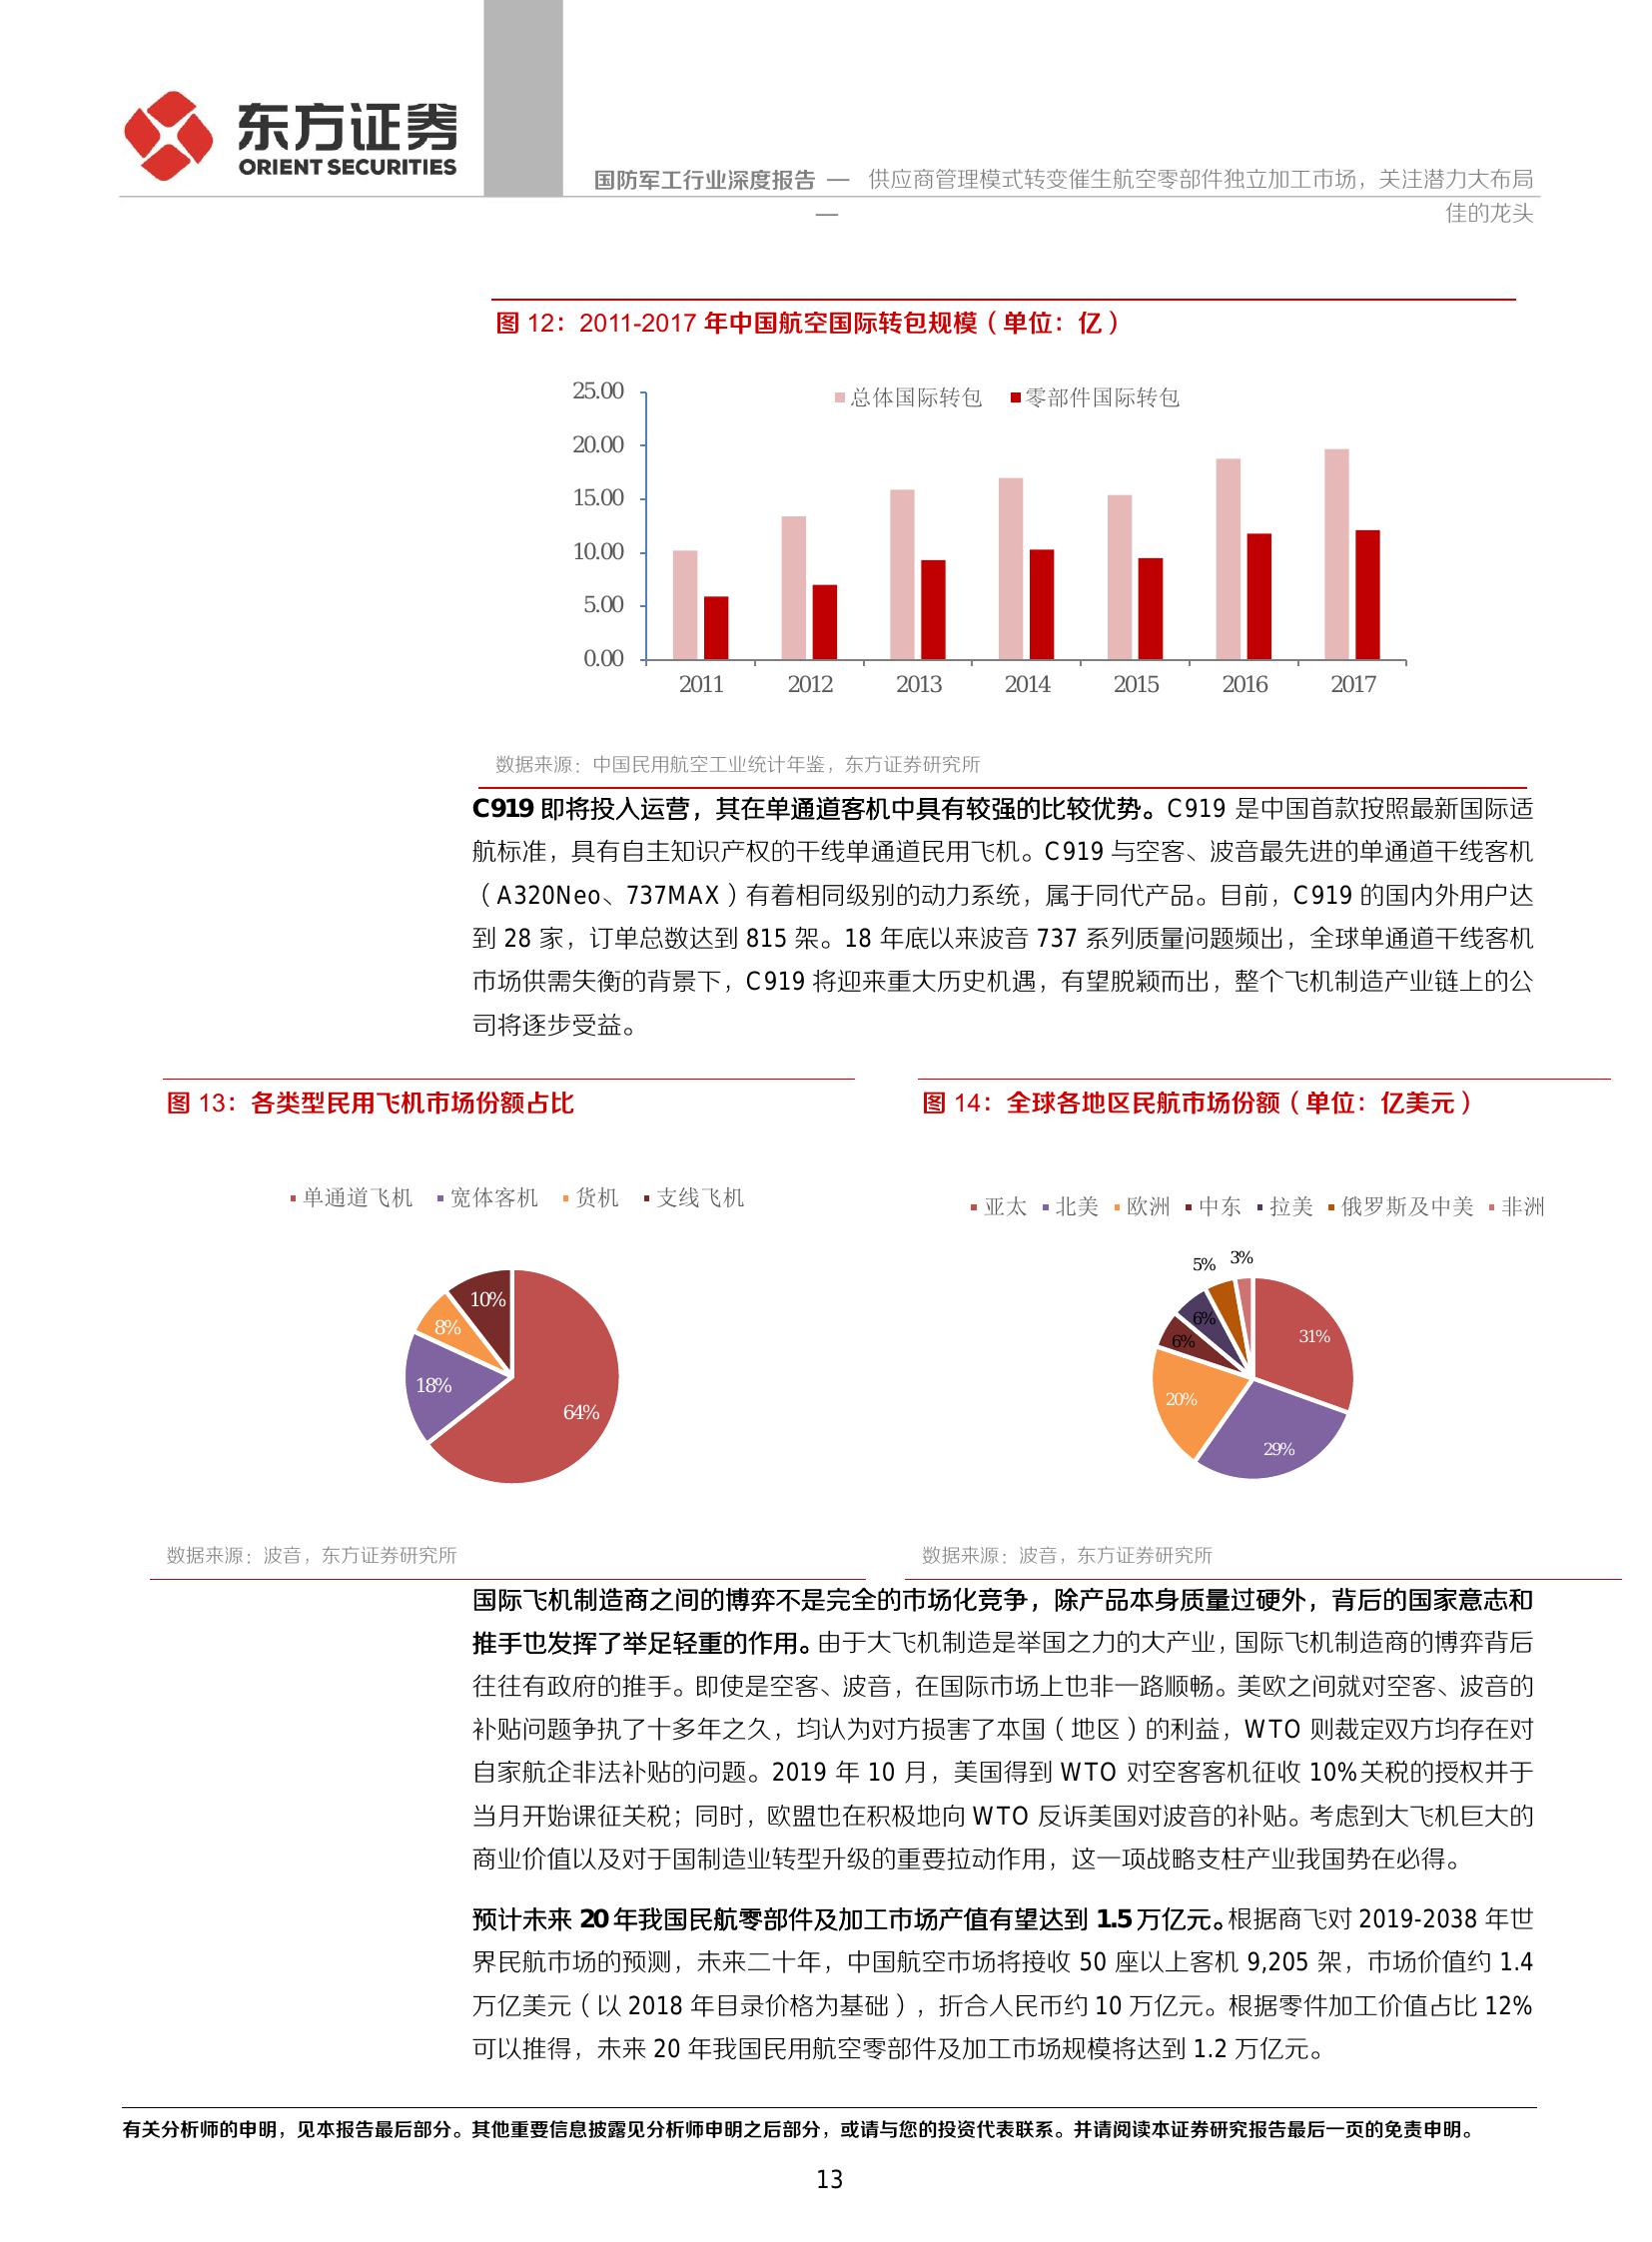 东方证券
ORIENT SECURITIES
国防军工行业深度报告 — 供应商管理模式转变催生航空零部件独立加工市场，关注潜力大布局
— 佳的龙头
图 12：2011-2017 年中国航空国际转包规模（单位：亿）
总体国际转包 零部件国际转包
25.00
20.00
15.00
10.00
5.00
0.00
2011 2012 2013 2014 2015 2016 2017
数据来源：中国民用航空工业统计年鉴，东方证券研究所
C919 即将投入运营，其在单通道客机中具有较强的比较优势。C919 是中国首款按照最新国际适
航标准，具有自主知识产权的干线单通道民用飞机。C919 与空客、波音最先进的单通道干线客机
（A320Neo、737MAX）有着相同级别的动力系统，属于同代产品。目前，C919 的国内外用户达
到 28 家，订单总数达到 815 架。18 年底以来波音 737 系列质量问题频出，全球单通道干线客机
市场供需失衡的背景下，C919 将迎来重大历史机遇，有望脱颖而出，整个飞机制造产业链上的公
司将逐步受益。
图 13：各类型民用飞机市场份额占比
单通道飞机 宽体客机 货机 支线飞机
10%
8%
18%
64%
数据来源：波音，东方证券研究所
图 14：全球各地区民航市场份额（单位：亿美元）
亚太 北美 欧洲 中东 拉美 俄罗斯及中美 非洲
5% 3%
6%
6%
31%
20%
29%
数据来源：波音，东方证券研究所
国际飞机制造商之间的博弈不是完全的市场化竞争，除产品本身质量过硬外，背后的国家意志和
推手也发挥了举足轻重的作用。由于大飞机制造是举国之力的大产业，国际飞机制造商的博弈背后
往往有政府的推手。即使是空客、波音，在国际市场上也非一路顺畅。美欧之间就对空客、波音的
补贴问题争执了十多年之久，均认为对方损害了本国（地区）的利益，WTO 则裁定双方均存在对
自家航企非法补贴的问题。2019 年 10 月，美国得到 WTO 对空客客机征收 10%关税的授权并于
当月开始课征关税；同时，欧盟也在积极地向 WTO 反诉美国对波音的补贴。考虑到大飞机巨大的
商业价值以及对于国制造业转型升级的重要拉动作用，这一项战略支柱产业我国势在必得。
预计未来 20 年我国民航零部件及加工市场产值有望达到 1.5 万亿元。根据商飞对 2019-2038 年世
界民航市场的预测，未来二十年，中国航空市场将接收 50 座以上客机 9,205 架，市场价值约 1.4
万亿美元（以 2018 年目录价格为基础），折合人民币约 10 万亿元。根据零件加工价值占比 12%
可以推得，未来 20 年我国民用航空零部件及加工市场规模将达到 1.2 万亿元。
有关分析师的申明，见本报告最后部分。其他重要信息披露见分析师申明之后部分，或请与您的投资代表联系。并请阅读本证券研究报告最后一页的免责申明。
13